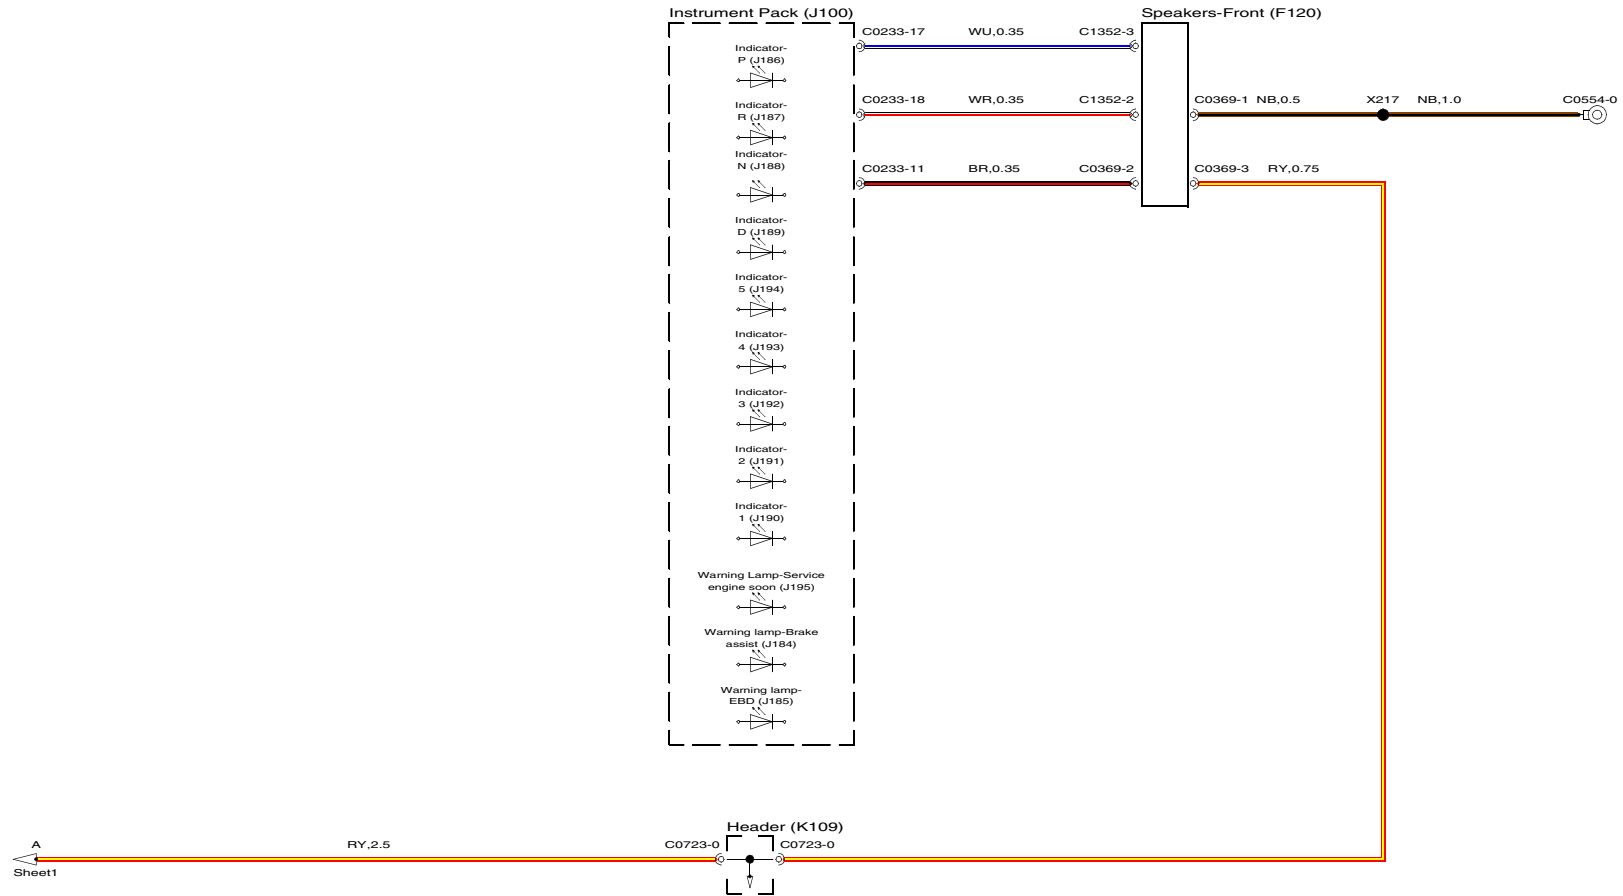 Instrument Pack (J100)
Speakers-Front (F120)
C0233-17 WU,0.35 C1352-3
Indicator-
P (J186)
C0233-18 WR,0.35 C1352-2
C0369-1 NB,0.5 X217 NB,1.0 C0554-0
Indicator-
R (J187)
Indicator-
N (J188)
C0233-11 BR,0.35 C0369-2
C0369-3 RY,0.75
Indicator-
D (J189)
Indicator-
5 (J194)
Indicator-
4 (J193)
Indicator-
3 (J192)
Indicator-
2 (J191)
Indicator-
1 (J190)
Warning Lamp-Service
engine soon (J195)
Warning lamp-Brake
assist (J184)
Warning lamp-
EBD (J185)
Header (K109)
A RY,2.5 C0723-0 C0723-0
Sheet1